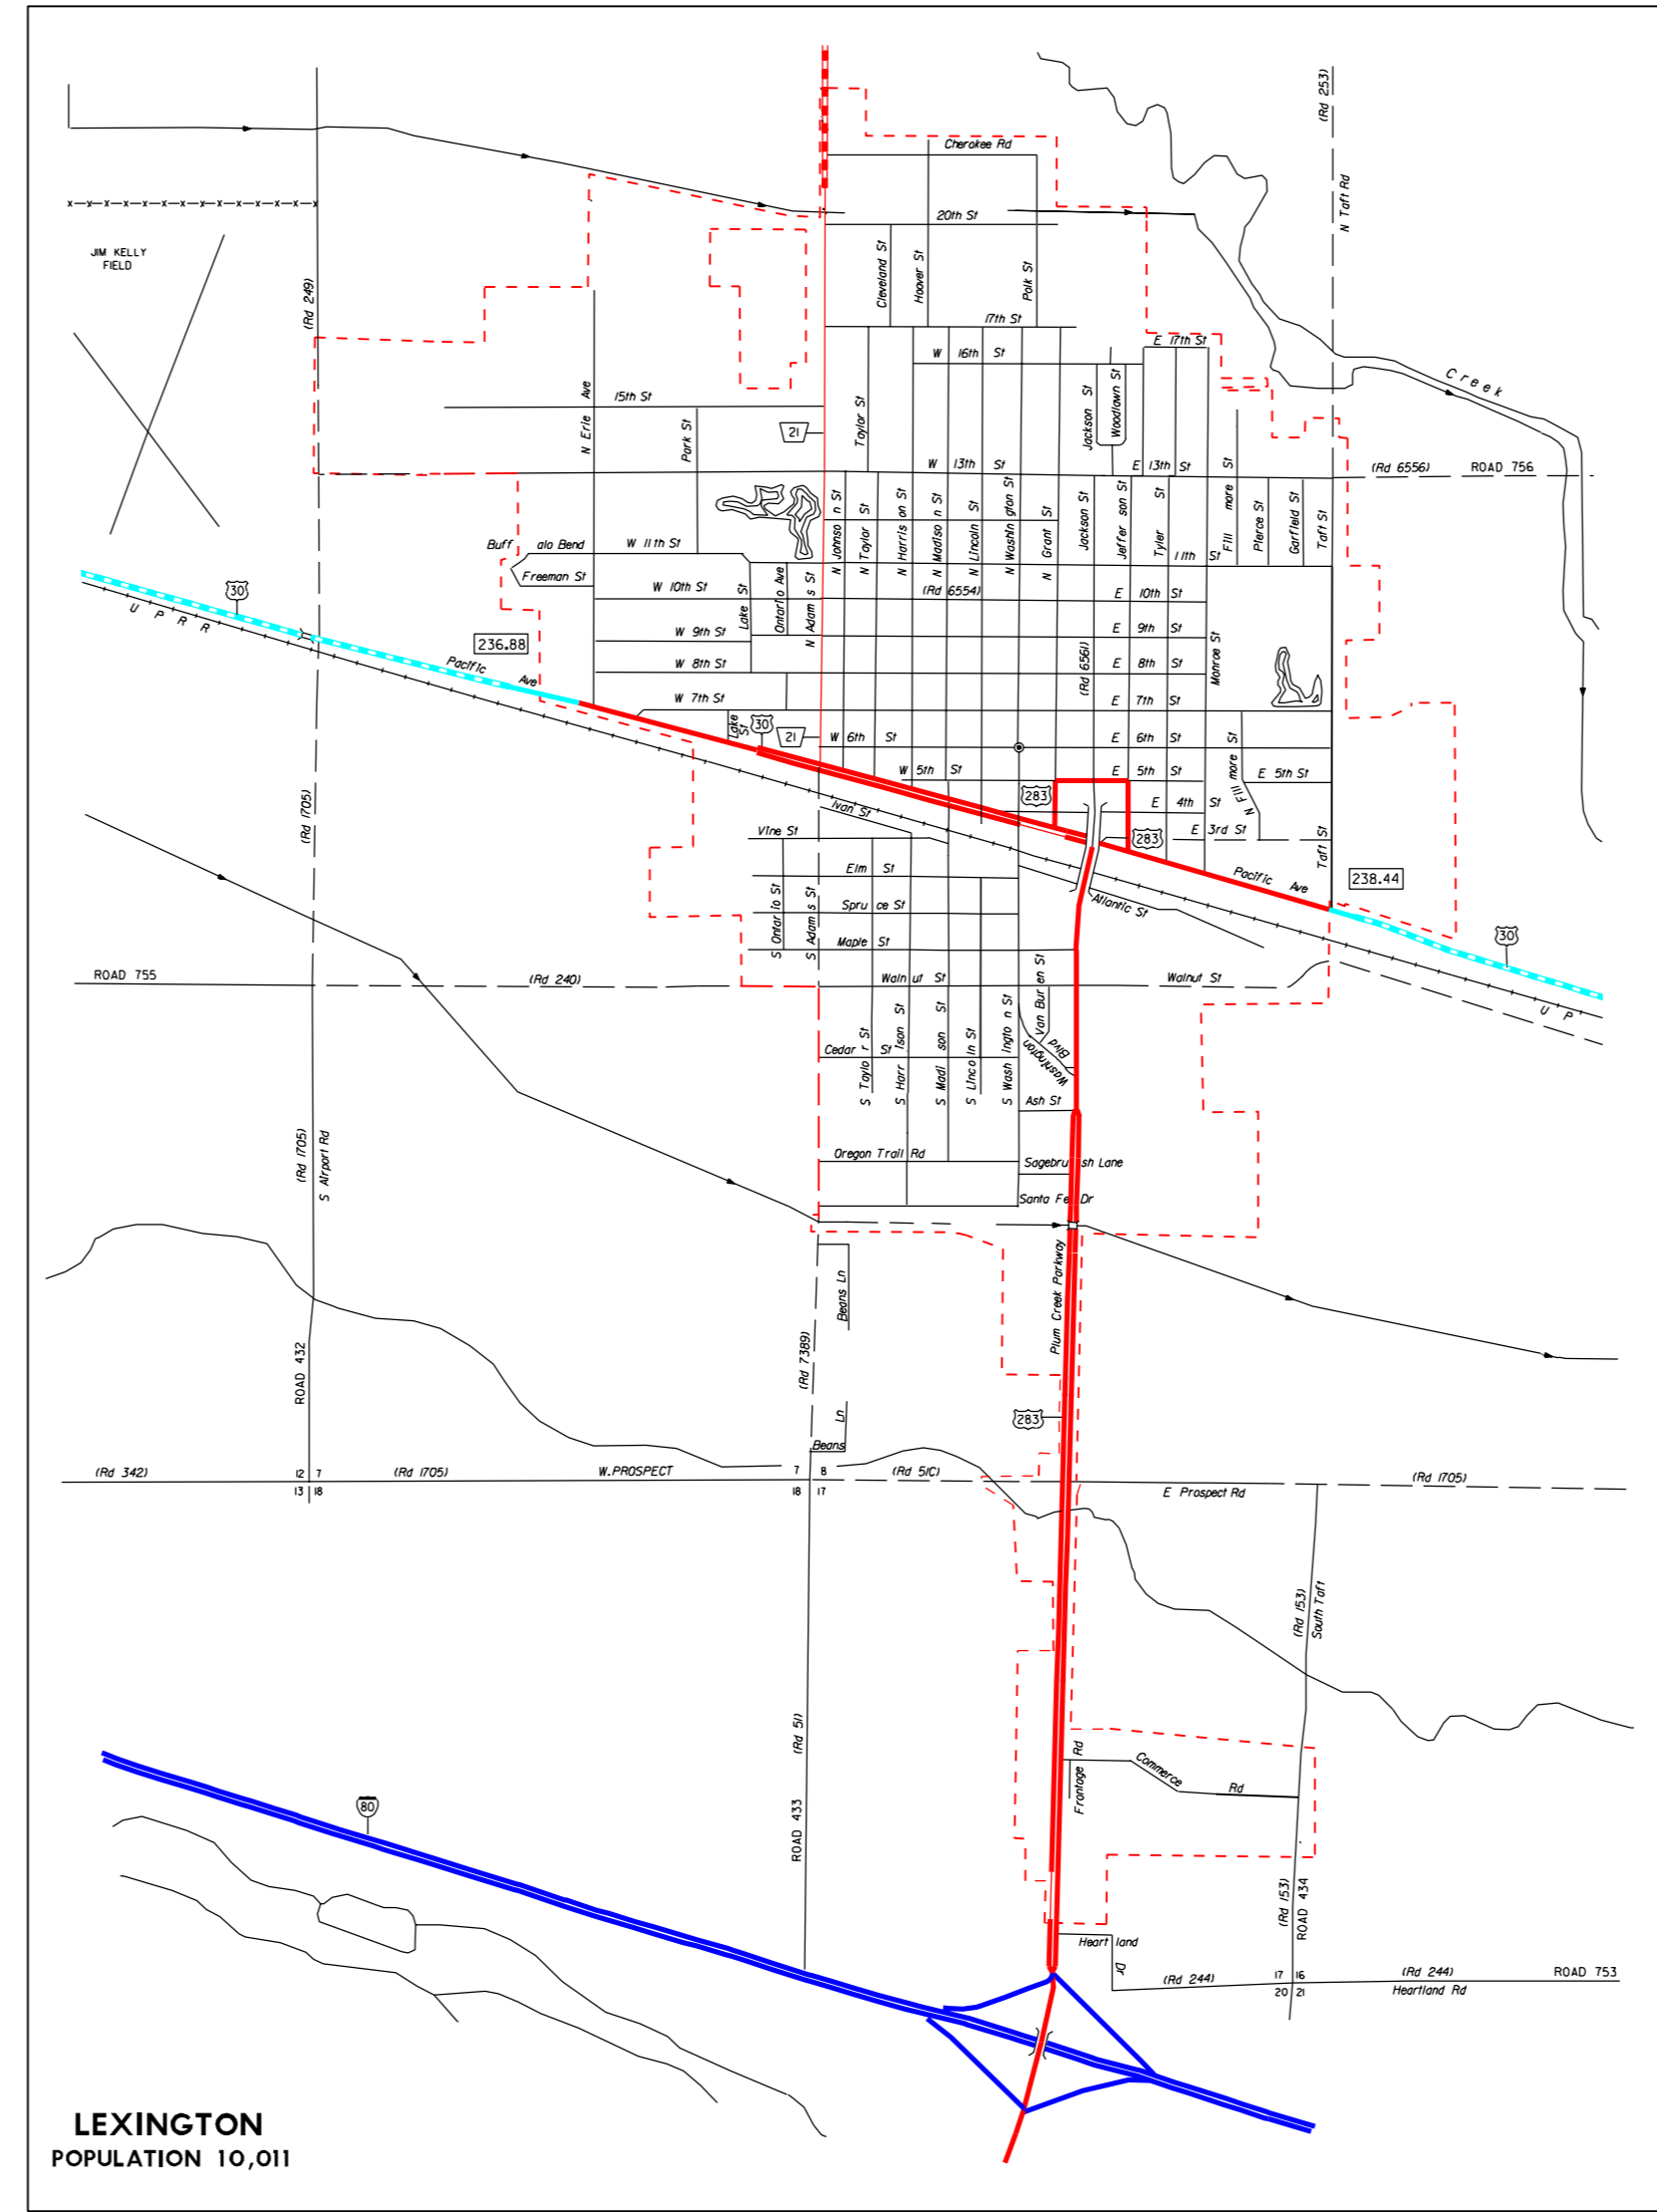 (Rd 253)
Cherokee Rd
N Taft Rd
20th St
JIM KELLY
FIELD
(Rd 249)
Cleveland St
Hoover St
Polk St
17th St
E 17th St
W 16th St
Creek
N Erie Ave
15th St
Park St
21
Taylor St
Jackson St
Woodlawn St
W 13th St
E 13th St
(Rd 6556)
ROAD 756
N Johnson St
N Taylor St
N Harrison St
N Madison St
N Lincoln St
N Washington St
N Grant St
Jackson St
Jefferson St
Tyler St
Fillmore St
Pierce St
Garfield St
Taft St
Buffalo Bend
W 11th St
11th St
Freeman St
W 10th St
(Rd 6554)
E 10th St
Lake St
Ontario Ave
N Adams St
30
U P R R
236.88
W 9th St
E 9th St
Monroe St
Pacific Ave
W 8th St
(Rd 6561)
E 8th St
W 7th St
E 7th St
Lake St
30
21
W 6th St
E 6th St
W 5th St
E 5th St
N Fillmore St
E 5th St
283
E 4th St
(Rd 1705)
Ivan St
Vine St
283
E 3rd St
Taft St
Elm St
Pacific Ave
238.44
S Ontario St
S Adams St
Spruce St
Atlantic St
Maple St
30
ROAD 755
(Rd 240)
Walnut St
Van Buren St
Walnut St
U P
S Taylor St
S Harrison St
S Madison St
S Lincoln St
S Washington St
Washington Blvd
Cedar St
Ash St
(Rd 1705)
S Airport Rd
Oregon Trail Rd
Sagebrush Lane
Santa Fe Dr
Beans Ln
Plum Creek Parkway
ROAD 432
(Rd 7389)
Beans Ln
283
(Rd 342)
12 7
13 18
(Rd 1705)
W.PROSPECT
7 8
18 17
(Rd 51C)
(Rd 1705)
E Prospect Rd
(Rd 153)
South Taft
(Rd 51)
ROAD 433
Frontage Rd
Commerce Rd
80
(Rd 153)
ROAD 434
Heartland Dr
(Rd 244)
17 16
20 21
(Rd 244)
ROAD 753
Heartland Rd
LEXINGTON
POPULATION 10,011